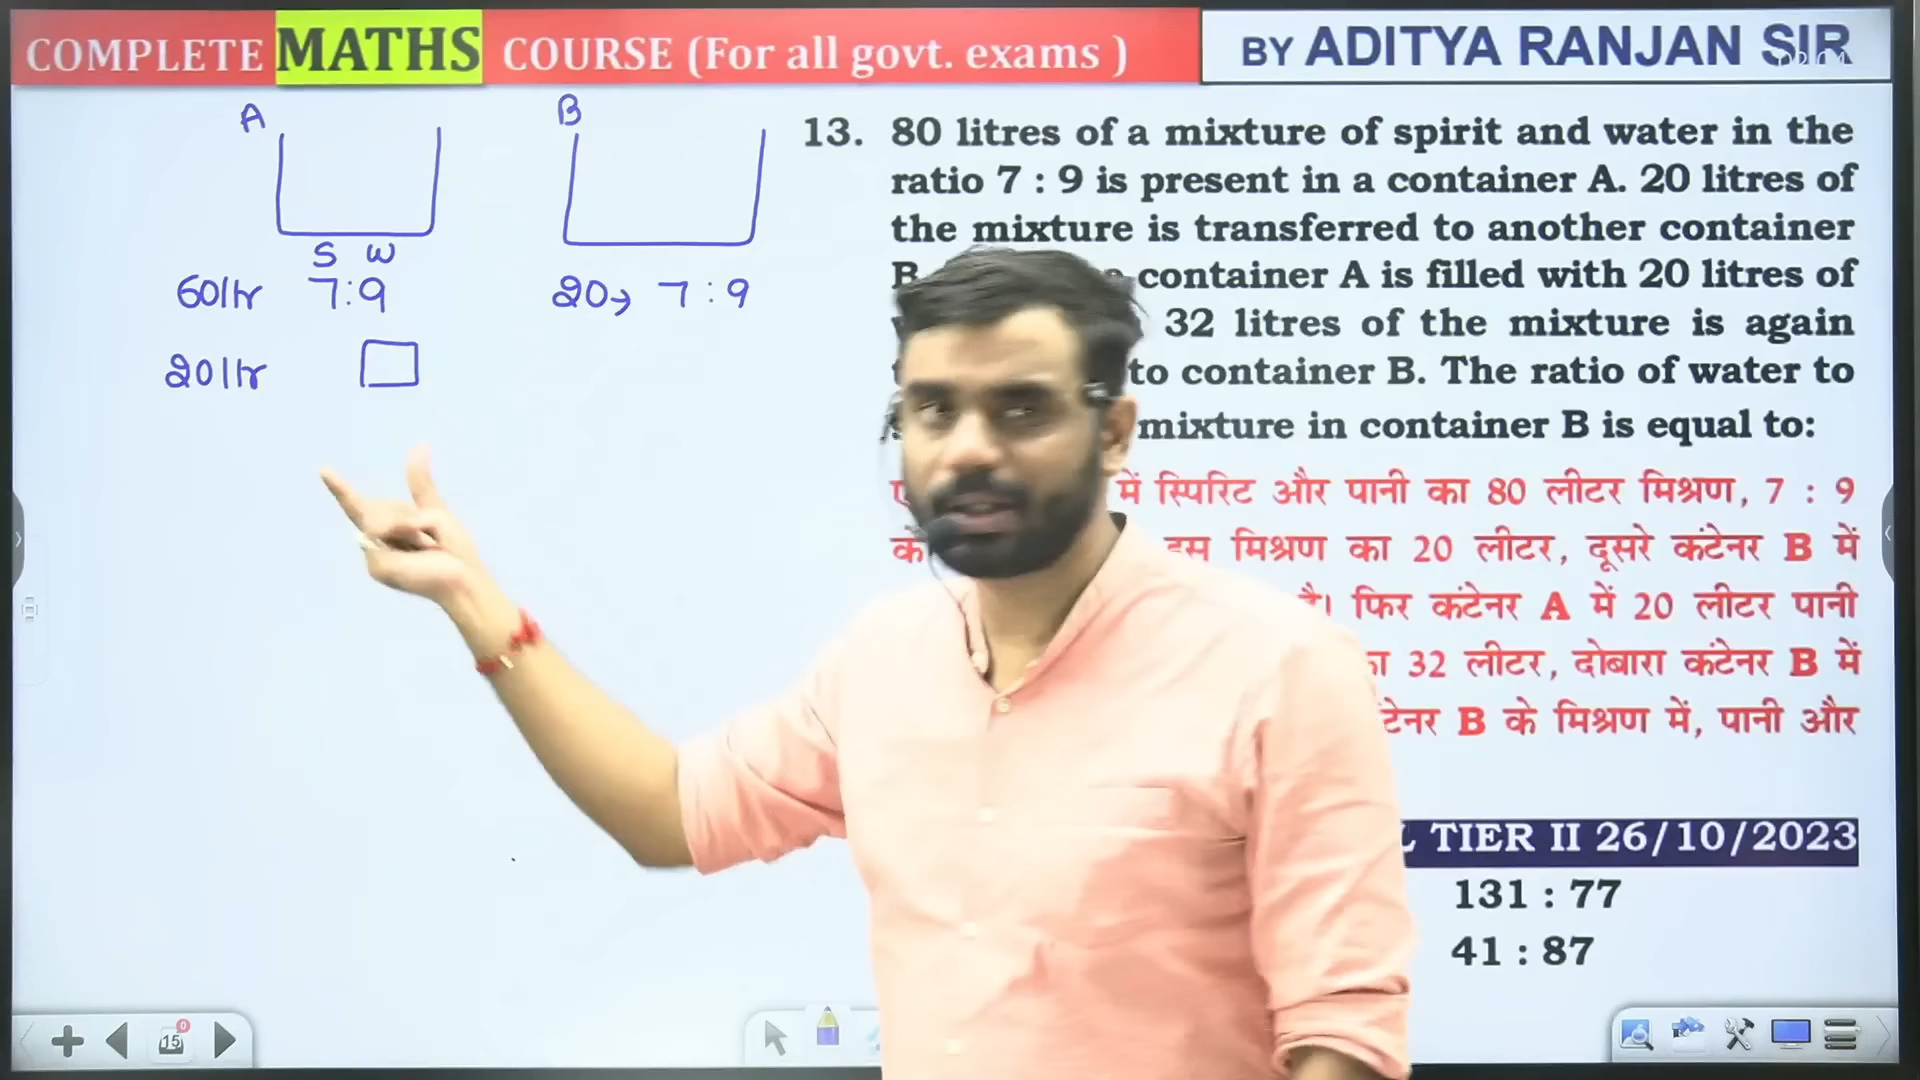 COMPLETE MATHS COURSE (For all govt. exams )
BY ADITYA RANJAN SIR
A
B
S W
60ltr 7:9
20→ 7:9
20ltr
13. 80 litres of a mixture of spirit and water in the
ratio 7 : 9 is present in a container A. 20 litres of
the mixture is transferred to another container
B container A is filled with 20 litres of
32 litres of the mixture is again
to container B. The ratio of water to
mixture in container B is equal to:
में स्पिरिट और पानी का 80 लीटर मिश्रण, 7 : 9
के इस मिश्रण का 20 लीटर, दूसरे कंटेनर B में
है। फिर कंटेनर A में 20 लीटर पानी
32 लीटर, दोबारा कंटेनर B में
B के मिश्रण में, पानी और
TIER II 26/10/2023
131 : 77
41 : 87
15
0